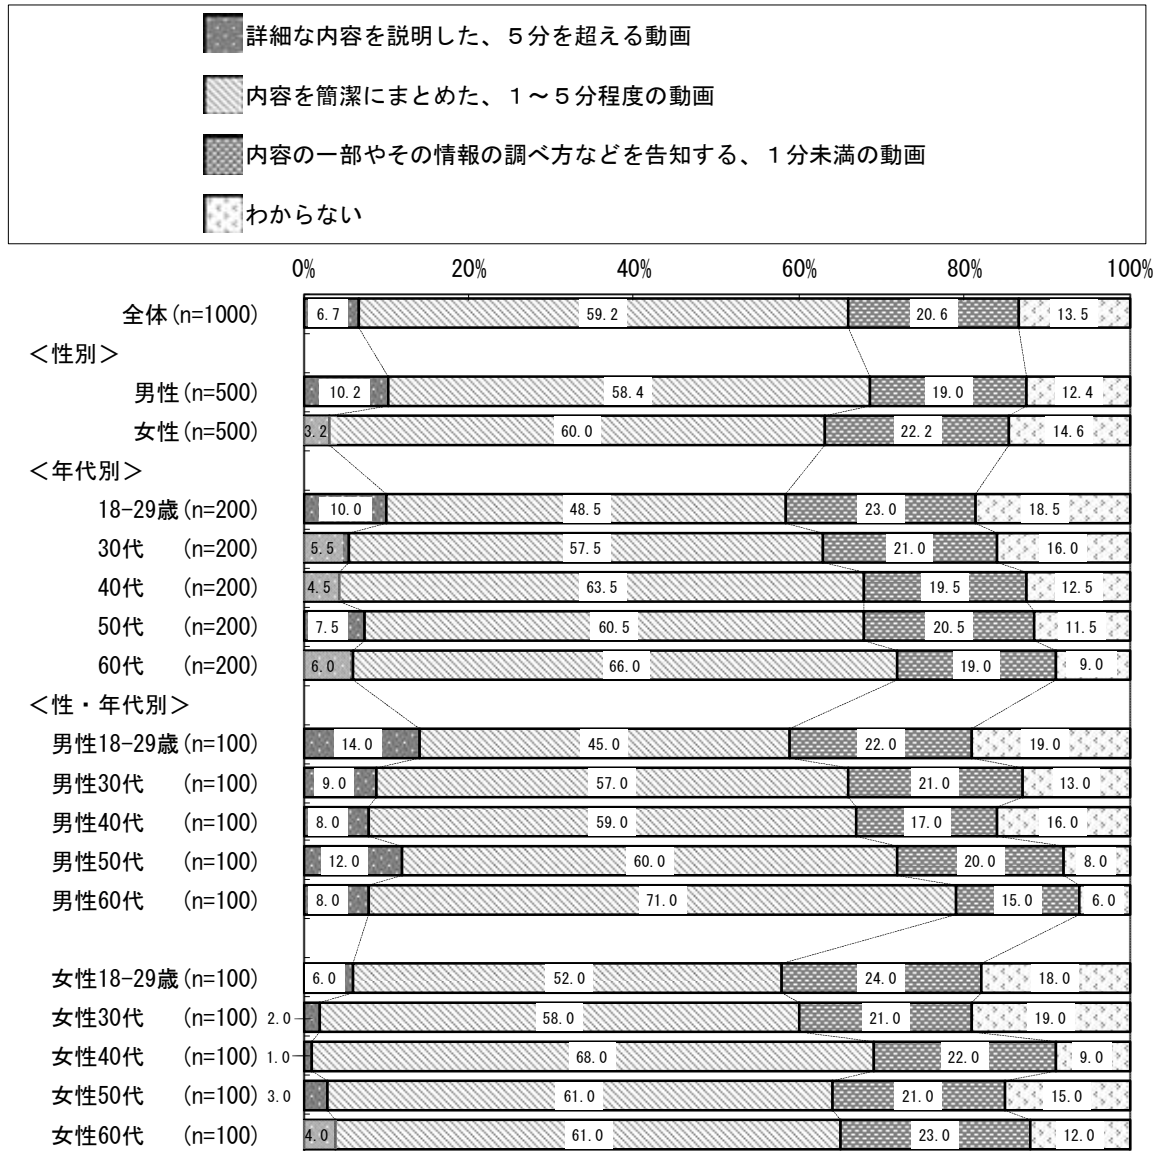 詳細な内容を説明した、５分を超える動画
内容を簡潔にまとめた、１～５分程度の動画
内容の一部やその情報の調べ方などを告知する、１分未満の動画
わからない
0% 20% 40% 60% 80% 100%
全体(n=1000) 6.7 59.2 20.6 13.5
＜性別＞
男性(n=500) 10.2 58.4 19.0 12.4
女性(n=500) 3.2 60.0 22.2 14.6
＜年代別＞
18-29歳(n=200) 10.0 48.5 23.0 18.5
30代 (n=200) 5.5 57.5 21.0 16.0
40代 (n=200) 4.5 63.5 19.5 12.5
50代 (n=200) 7.5 60.5 20.5 11.5
60代 (n=200) 6.0 66.0 19.0 9.0
＜性・年代別＞
男性18-29歳(n=100) 14.0 45.0 22.0 19.0
男性30代 (n=100) 9.0 57.0 21.0 13.0
男性40代 (n=100) 8.0 59.0 17.0 16.0
男性50代 (n=100) 12.0 60.0 20.0 8.0
男性60代 (n=100) 8.0 71.0 15.0 6.0
女性18-29歳(n=100) 6.0 52.0 24.0 18.0
女性30代 (n=100) 2.0 58.0 21.0 19.0
女性40代 (n=100) 1.0 68.0 22.0 9.0
女性50代 (n=100) 3.0 61.0 21.0 15.0
女性60代 (n=100) 4.0 61.0 23.0 12.0